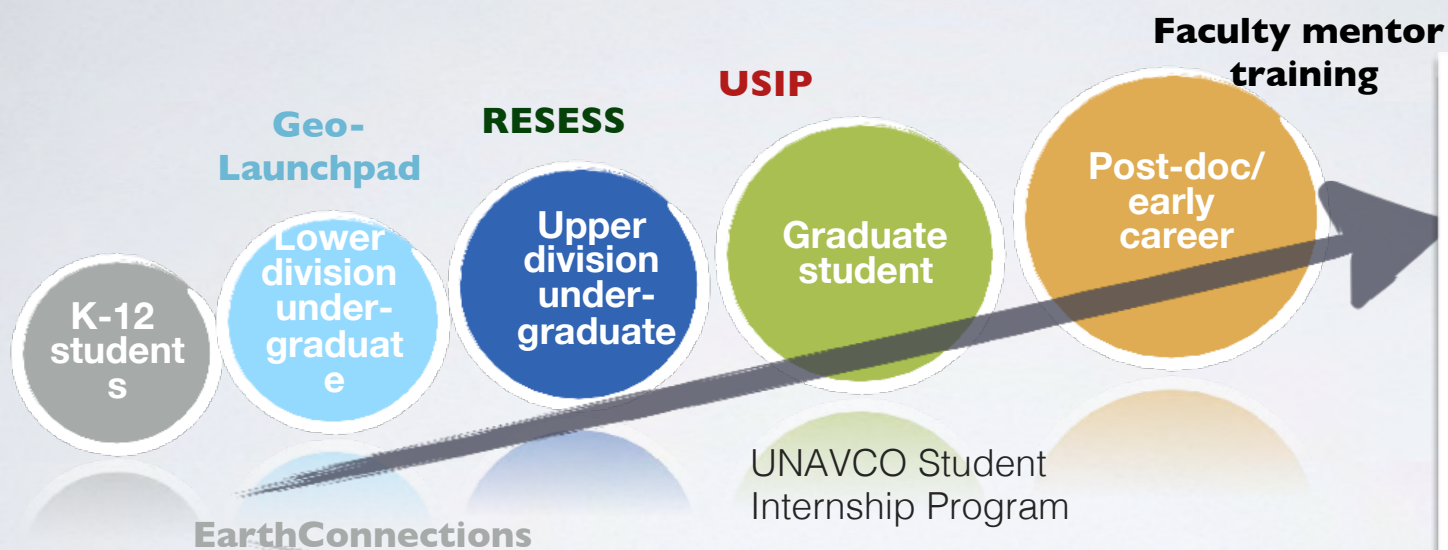 Faculty mentor
training
USIP
RESESS
Geo-
Launchpad
K-12
student
s
Lower
division
under-
graduat
e
Upper
division
under-
graduate
Graduate
student
Post-doc/
early
career
UNAVCO Student
Internship Program
EarthConnections